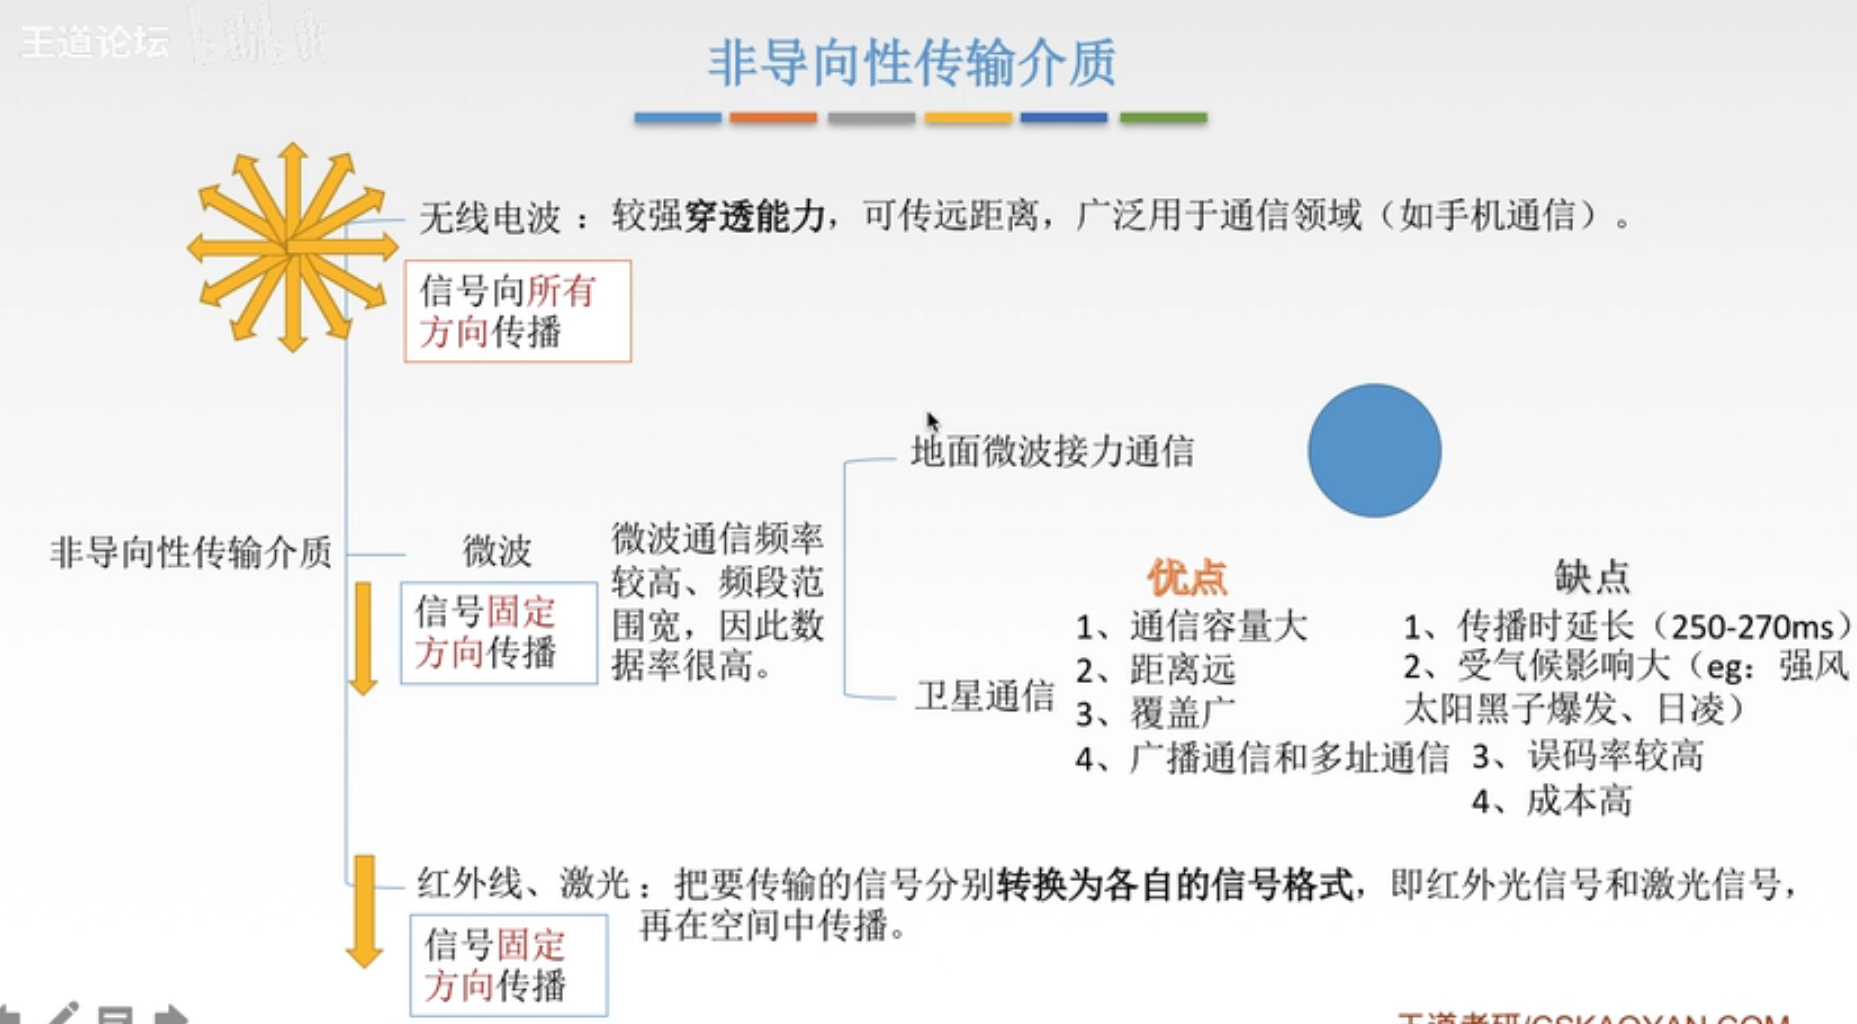 王道论坛 bilibili
非导向性传输介质
无线电波： 较强穿透能力，可传远距离，广泛用于通信领域（如手机通信）。
信号向所有
方向传播
地面微波接力通信
非导向性传输介质
微波
信号固定
方向传播
微波通信频率
较高、频段范
围宽，因此数
据率很高。
卫星通信
优点
1、通信容量大
2、距离远
3、覆盖广
4、广播通信和多址通信
缺点
1、传播时延长（250-270ms）
2、受气候影响大（eg：强风
太阳黑子爆发、日凌）
3、误码率较高
4、成本高
红外线、激光：把要传输的信号分别转换为各自的信号格式，即红外光信号和激光信号，
再在空间中传播。
信号固定
方向传播
王道考研/CSKAOYAN.COM